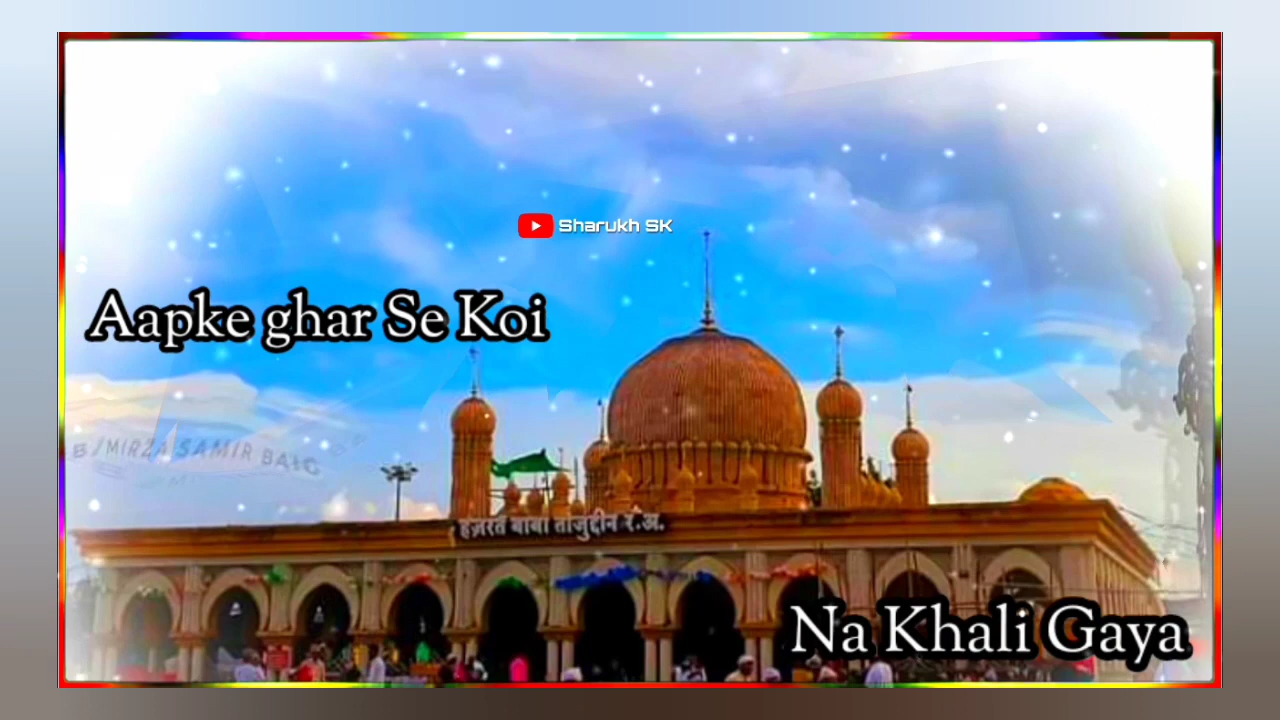 Sharukh SK
Aapke ghar Se Koi
B/MIRZA SAMIR BAIG
हज़रत बाबा ताजुद्दीन र.अ.
Na Khali Gaya